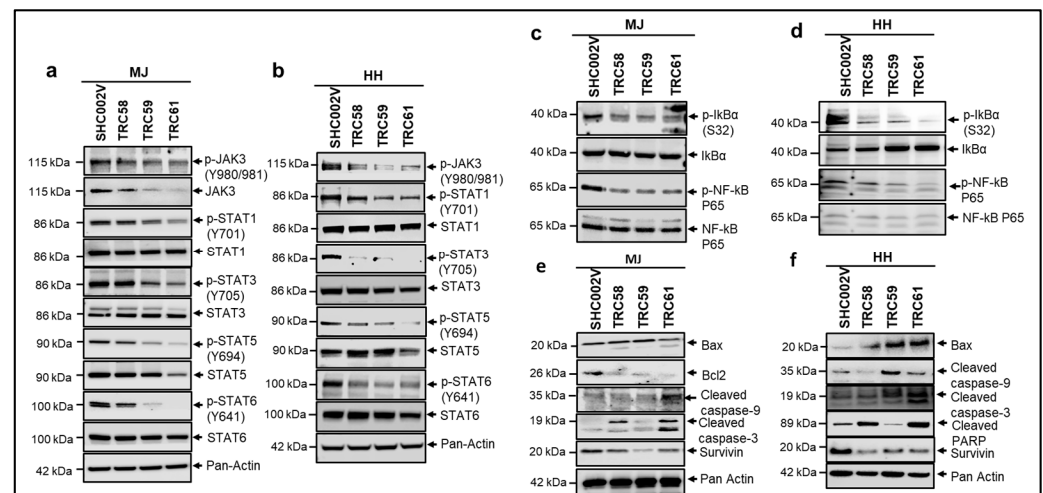 a
MJ
SHC002V TRC58 TRC59 TRC61
115 kDa p-JAK3
(Y980/981)
115 kDa JAK3
86 kDa p-STAT1
(Y701)
86 kDa STAT1
86 kDa p-STAT3
(Y705)
86 kDa STAT3
90 kDa p-STAT5
(Y694)
90 kDa STAT5
100 kDa p-STAT6
(Y641)
100 kDa STAT6
42 kDa Pan-Actin
b
HH
SHC002V TRC58 TRC59 TRC61
115 kDa p-JAK3
(Y980/981)
86 kDa p-STAT1
(Y701)
86 kDa STAT1
86 kDa p-STAT3
(Y705)
86 kDa STAT3
90 kDa p-STAT5
(Y694)
90 kDa STAT5
100 kDa p-STAT6
(Y641)
100 kDa STAT6
42 kDa Pan-Actin
c
MJ
SHC002V TRC58 TRC59 TRC61
40 kDa p-IkBα
(S32)
40 kDa IkBα
65 kDa p-NF-kB
P65
65 kDa NF-kB
P65
d
HH
SHC002V TRC58 TRC59 TRC61
40 kDa p-IkBα
(S32)
40 kDa IkBα
65 kDa p-NF-kB
P65
65 kDa NF-kB P65
e
MJ
SHC002V TRC58 TRC59 TRC61
20 kDa Bax
26 kDa Bcl2
35 kDa Cleaved
caspase-9
19 kDa Cleaved
caspase-3
20 kDa Survivin
42 kDa Pan Actin
f
HH
SHC002V TRC58 TRC59 TRC61
20 kDa Bax
35 kDa Cleaved
caspase-9
19 kDa Cleaved
caspase-3
89 kDa Cleaved
PARP
20 kDa Survivin
42 kDa Pan Actin